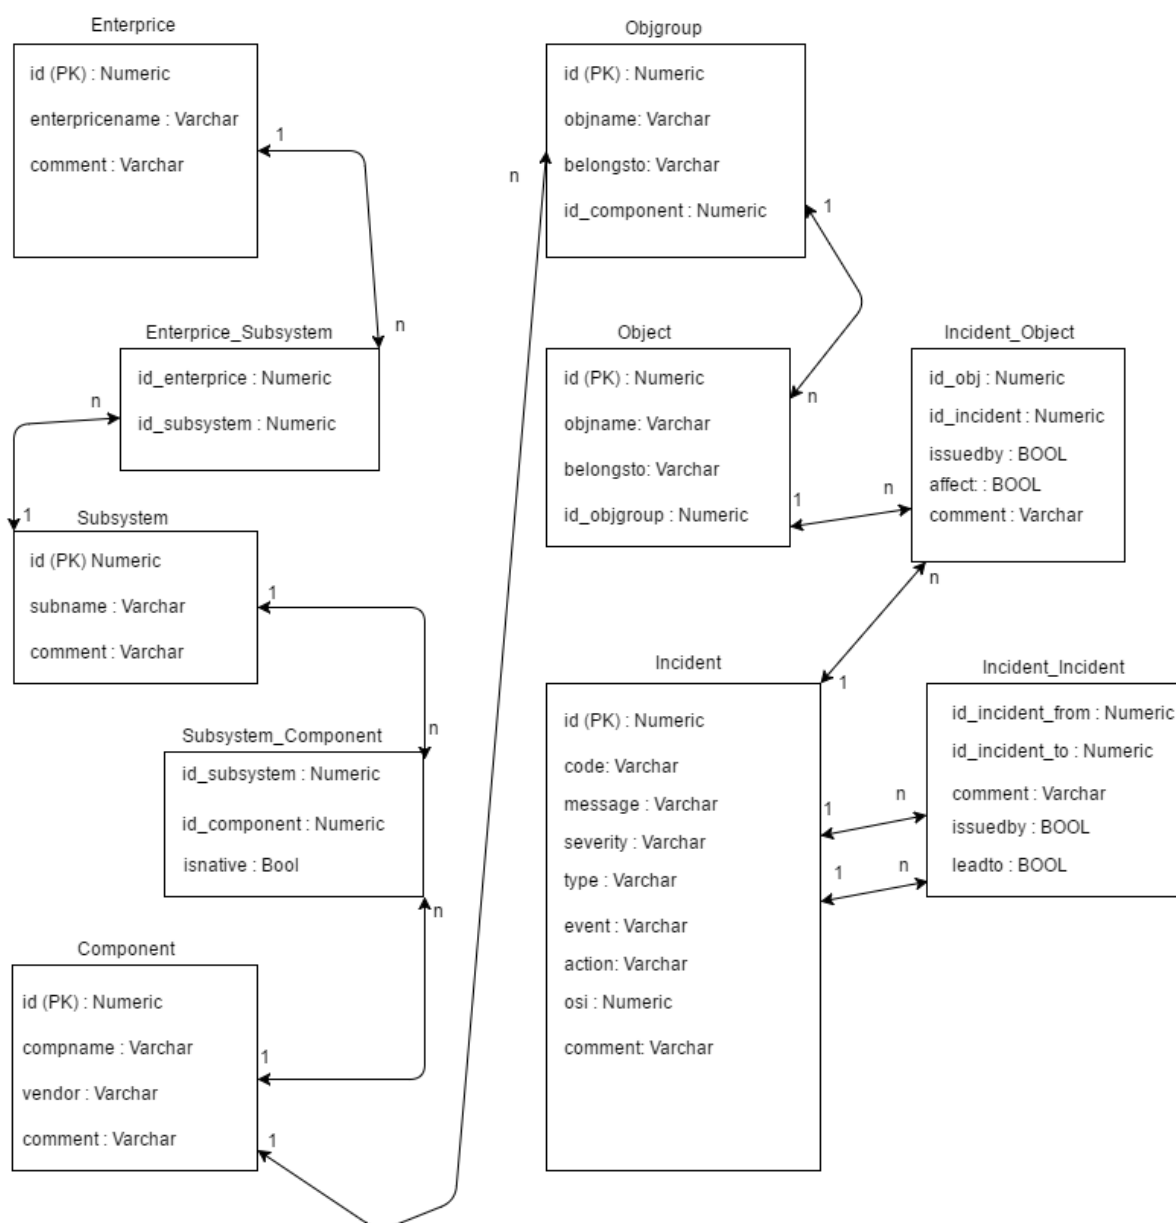 Enterprice
id (PK) : Numeric
enterpricename : Varchar
comment : Varchar
1
n
Enterprice_Subsystem
id_enterprice : Numeric
id_subsystem : Numeric
n
1
Subsystem
id (PK) Numeric
subname : Varchar
comment : Varchar
1
n
Subsystem_Component
id_subsystem : Numeric
id_component : Numeric
isnative : Bool
n
Component
id (PK) : Numeric
compname : Varchar
vendor : Varchar
comment : Varchar
1
1
Objgroup
id (PK) : Numeric
objname: Varchar
belongsto: Varchar
id_component : Numeric
n
1
Object
id (PK) : Numeric
objname: Varchar
belongsto: Varchar
id_objgroup : Numeric
n
1
n
Incident_Object
id_obj : Numeric
id_incident : Numeric
issuedby : BOOL
affect: : BOOL
comment : Varchar
n
1
Incident
id (PK) : Numeric
code: Varchar
message : Varchar
severity : Varchar
type : Varchar
event : Varchar
action: Varchar
osi : Numeric
comment: Varchar
1
n
1
n
Incident_Incident
id_incident_from : Numeric
id_incident_to : Numeric
comment : Varchar
issuedby : BOOL
leadto : BOOL